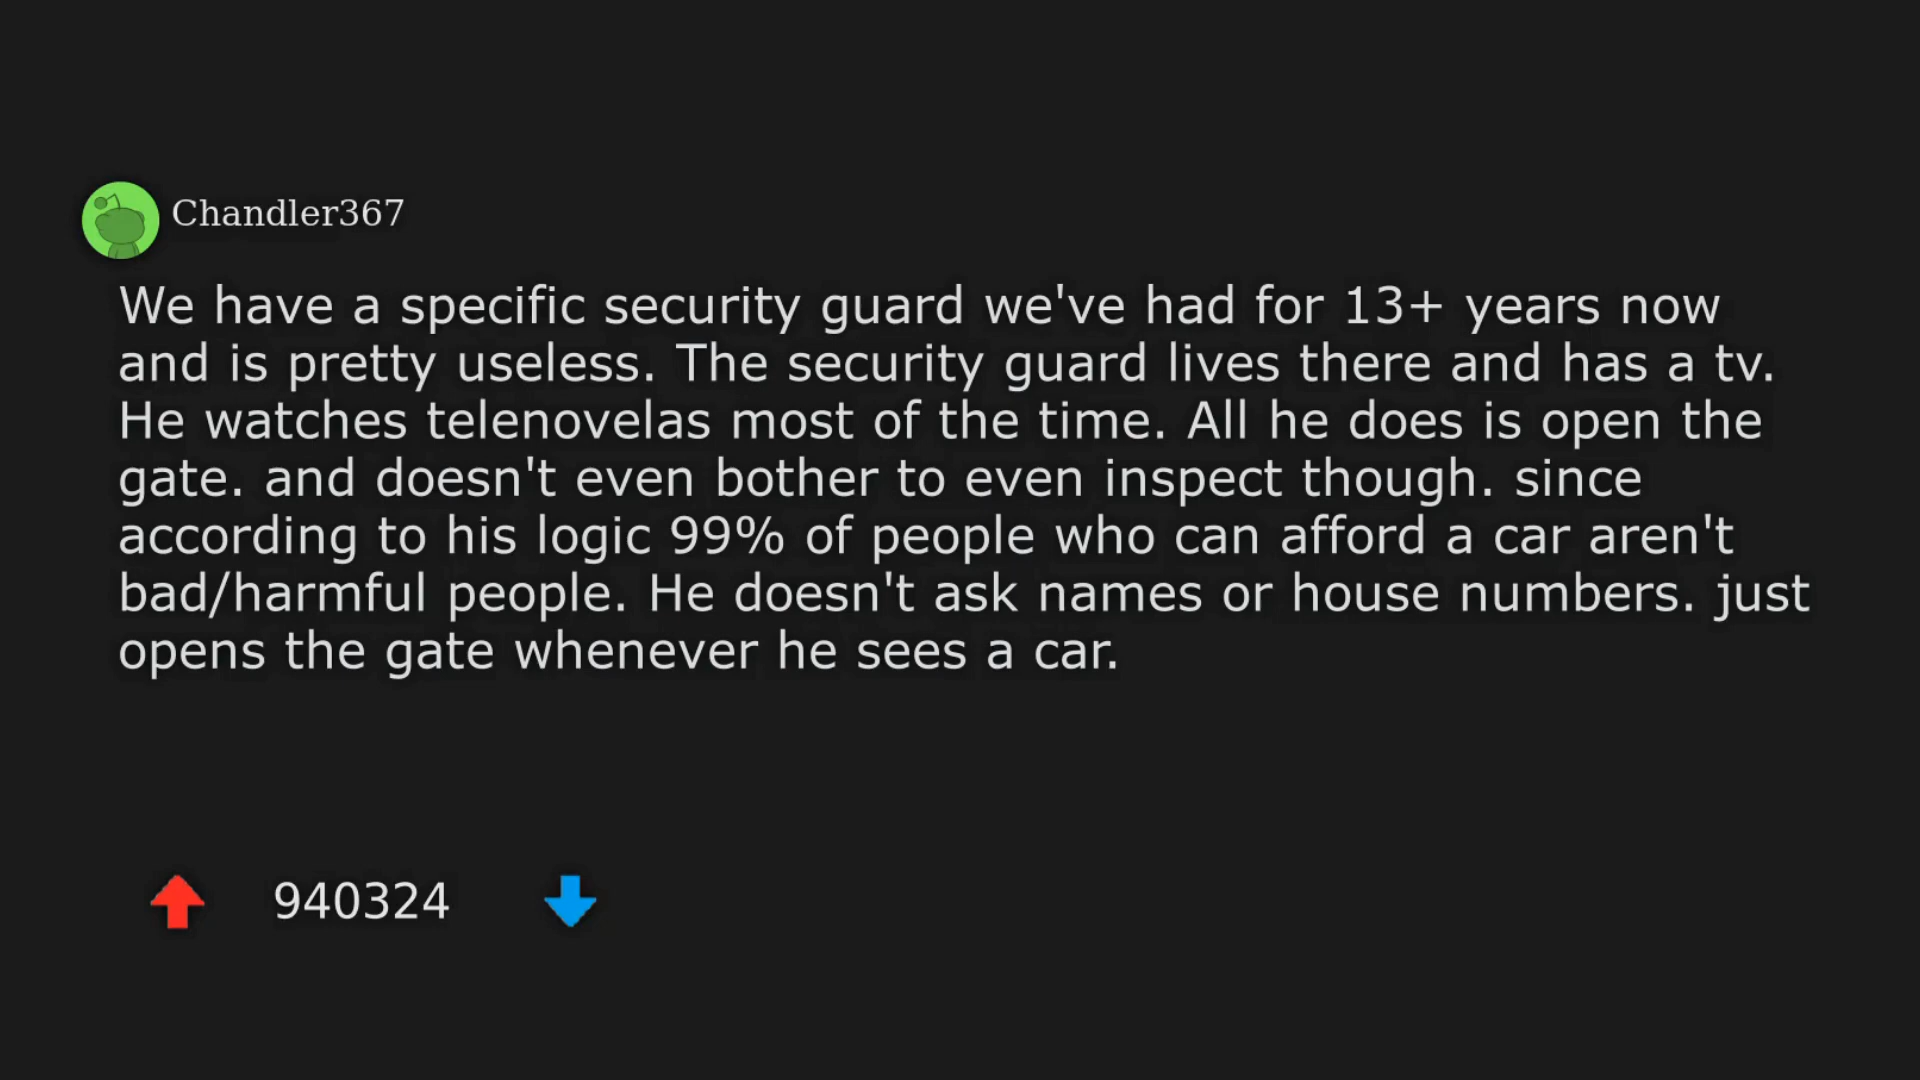 Chandler367
We have a specific security guard we've had for 13+ years now
and is pretty useless. The security guard lives there and has a tv.
He watches telenovelas most of the time. All he does is open the
gate. and doesn't even bother to even inspect though. since
according to his logic 99% of people who can afford a car aren't
bad/harmful people. He doesn't ask names or house numbers. just
opens the gate whenever he sees a car.
940324